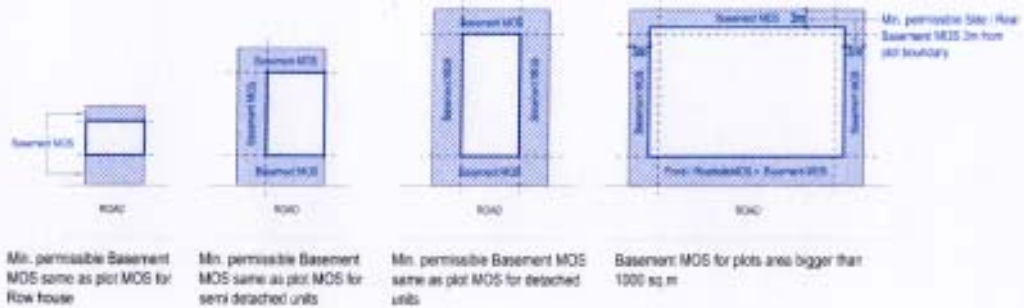 Basement MOS
ROAD
Min. permissible Basement
MOS same as plot MOS for
Row house
Basement MOS
Basement MOS
Basement MOS
ROAD
Min. permissible Basement
MOS same as plot MOS for
semi detached units
Basement MOS
Basement MOS
Basement MOS
Basement MOS
ROAD
Min. permissible Basement MOS
same as plot MOS for detached
units
Basement MOS 3m
3m
Basement MOS
Basement MOS
Front / MOS = Basement MOS
ROAD
Min. permissible Side / Rear
Basement MOS 3m from
plot boundary
Basement MOS for plots area bigger than
1000 sq.m